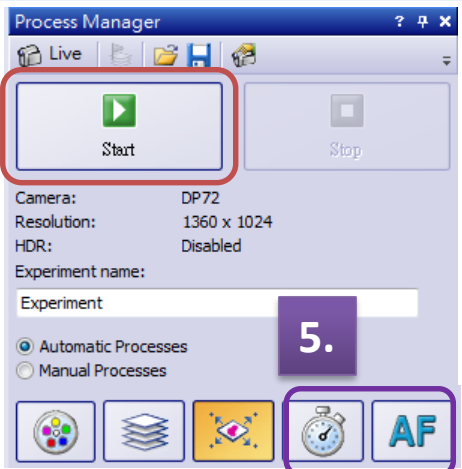 Process Manager ?
Live
Start
Stop
Camera: DP72
Resolution: 1360 x 1024
HDR: Disabled
Experiment name:
Experiment
5.
Automatic Processes
Manual Processes
AF